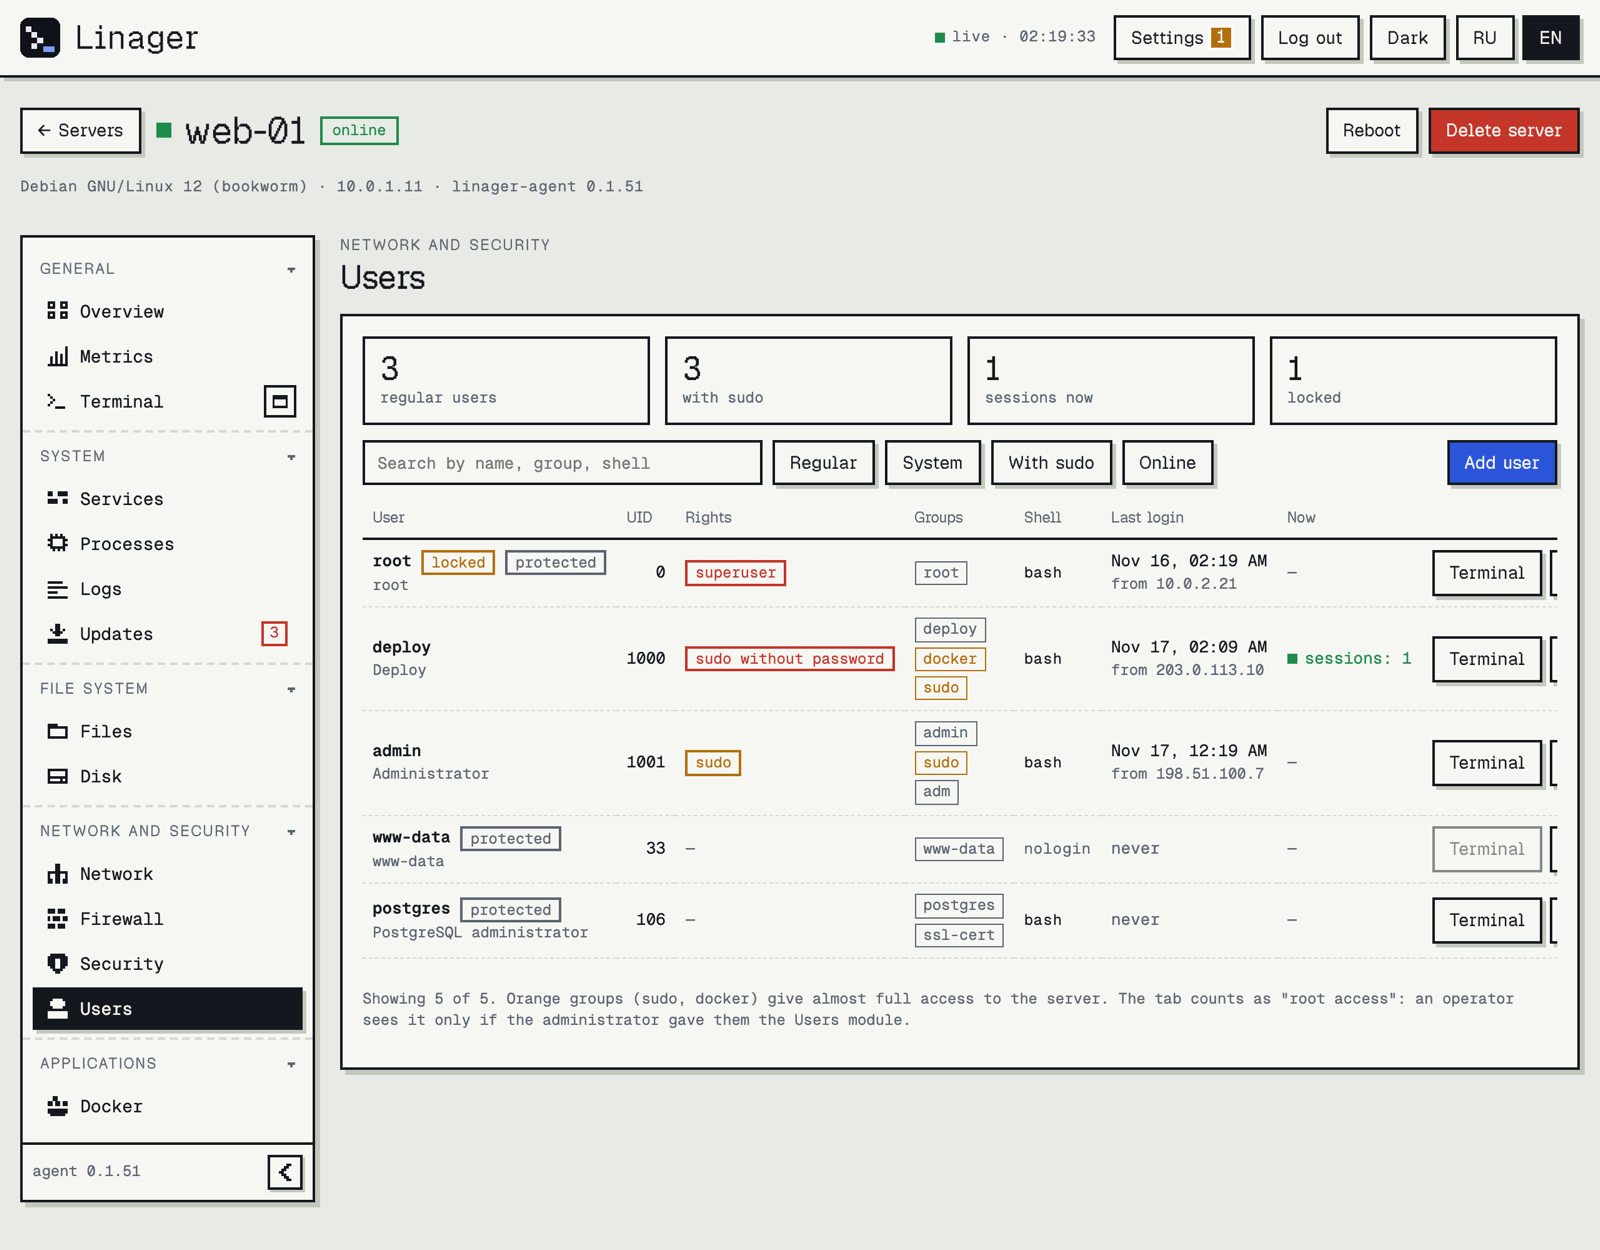 Linager
live · 02:19:33
Settings 1
Log out
Dark
RU
EN
← Servers
web-01
online
Reboot
Delete server
Debian GNU/Linux 12 (bookworm) · 10.0.1.11 · linager-agent 0.1.51
GENERAL
Overview
Metrics
Terminal
SYSTEM
Services
Processes
Logs
Updates 3
FILE SYSTEM
Files
Disk
NETWORK AND SECURITY
Network
Firewall
Security
Users
APPLICATIONS
Docker
agent 0.1.51
NETWORK AND SECURITY
Users
3
regular users
3
with sudo
1
sessions now
1
locked
Search by name, group, shell
Regular
System
With sudo
Online
Add user
User UID Rights Groups Shell Last login Now
root locked protected 0 superuser root bash Nov 16, 02:19 AM — Terminal
root from 10.0.2.21
deploy
deploy 1000 sudo without password docker bash Nov 17, 02:09 AM sessions: 1 Terminal
Deploy from 203.0.113.10
sudo
admin
admin 1001 sudo sudo bash Nov 17, 12:19 AM — Terminal
Administrator from 198.51.100.7
adm
www-data protected 33 — www-data nologin never — Terminal
www-data
postgres protected 106 — postgres bash never — Terminal
PostgreSQL administrator ssl-cert
Showing 5 of 5. Orange groups (sudo, docker) give almost full access to the server. The tab counts as "root access": an operator
sees it only if the administrator gave them the Users module.